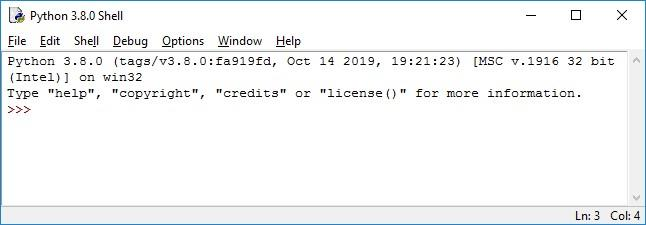 Python 3.8.0 Shell
File Edit Shell Debug Options Window Help
Python 3.8.0 (tags/v3.8.0:fa919fd, Oct 14 2019, 19:21:23) [MSC v.1916 32 bit
(Intel)] on win32
Type "help", "copyright", "credits" or "license()" for more information.
>>>
Ln: 3 Col: 4